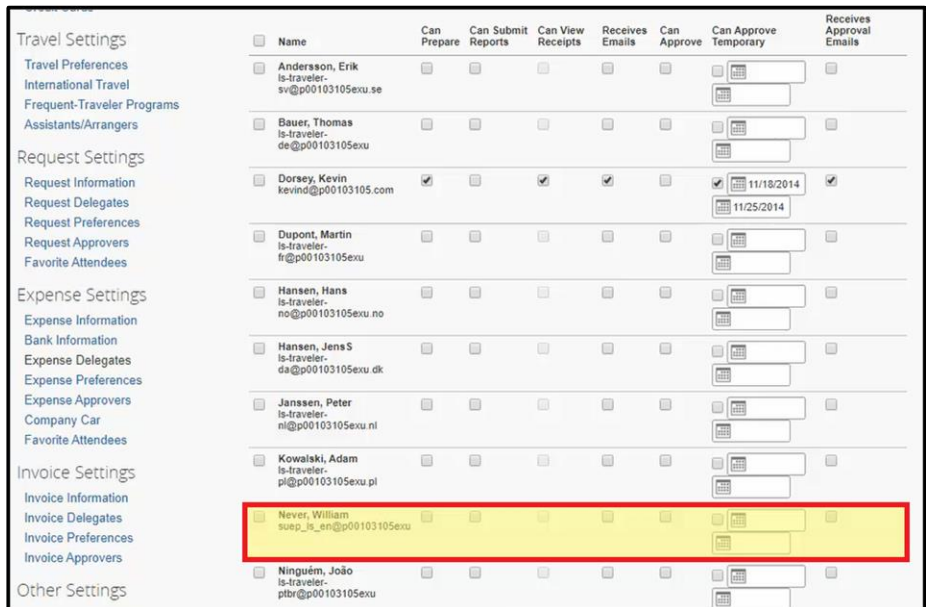 Travel Settings
Travel Preferences
International Travel
Frequent-Traveler Programs
Assistants/Arrangers
Request Settings
Request Information
Request Delegates
Request Preferences
Request Approvers
Favorite Attendees
Expense Settings
Expense Information
Bank Information
Expense Delegates
Expense Preferences
Expense Approvers
Company Car
Favorite Attendees
Invoice Settings
Invoice Information
Invoice Delegates
Invoice Preferences
Invoice Approvers
Other Settings
Name
Can Prepare
Can Submit Reports
Can View Receipts
Receives Emails
Can Approve
Can Approve Temporary
Receives Approval Emails
Andersson, Erik
ls-traveler-
sv@p00103105exu.se
Bauer, Thomas
ls-traveler-
de@p00103105exu
Dorsey, Kevin
kevind@p00103105.com
11/18/2014
11/25/2014
Dupont, Martin
ls-traveler-
fr@p00103105exu
Hansen, Hans
ls-traveler-
no@p00103105exu.no
Hansen, JensS
ls-traveler-
da@p00103105exu.dk
Janssen, Peter
ls-traveler-
nl@p00103105exu.nl
Kowalski, Adam
ls-traveler-
pl@p00103105exu.pl
Never, William
suep_ls_en@p00103105exu
Ninguém, João
ls-traveler-
ptbr@p00103105exu